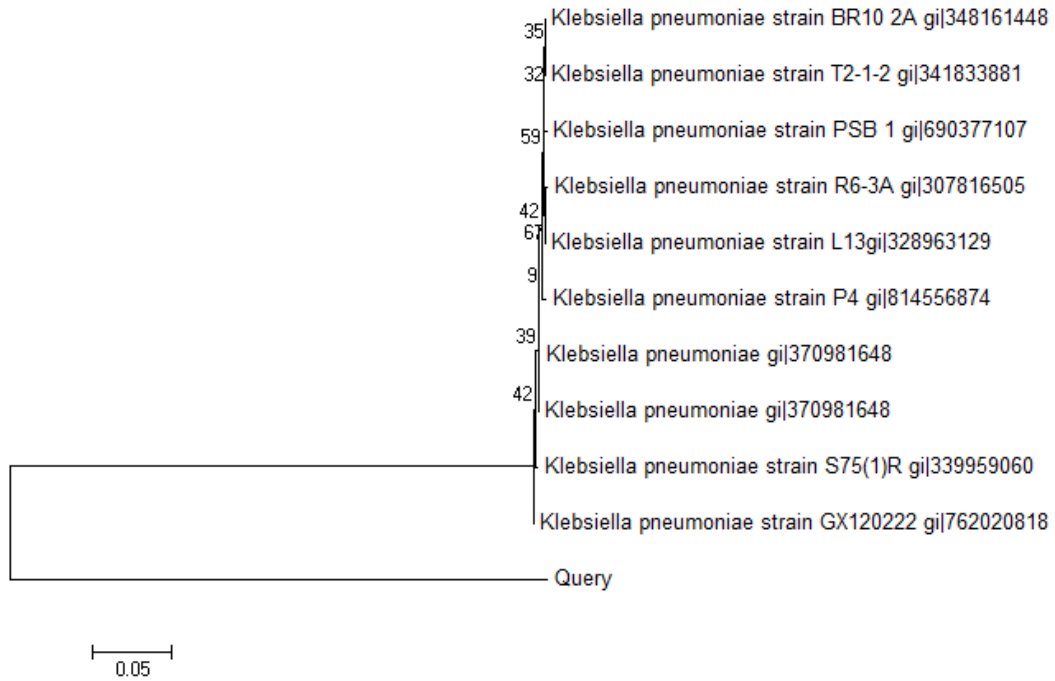 Klebsiella pneumoniae strain BR10 2A gi|348161448
35
Klebsiella pneumoniae strain T2-1-2 gi|341833881
32
Klebsiella pneumoniae strain PSB 1 gi|690377107
59
Klebsiella pneumoniae strain R6-3A gi|307816505
42
67
Klebsiella pneumoniae strain L13gi|328963129
9
Klebsiella pneumoniae strain P4 gi|814556874
39
Klebsiella pneumoniae gi|370981648
42
Klebsiella pneumoniae gi|370981648
Klebsiella pneumoniae strain S75(1)R gi|339959060
Klebsiella pneumoniae strain GX120222 gi|762020818
Query
0.05